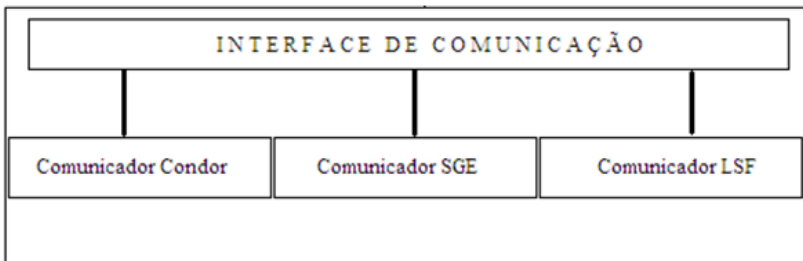 INTERFACE DE COMUNICAÇÃO
Comunicador Condor
Comunicador SGE
Comunicador LSF